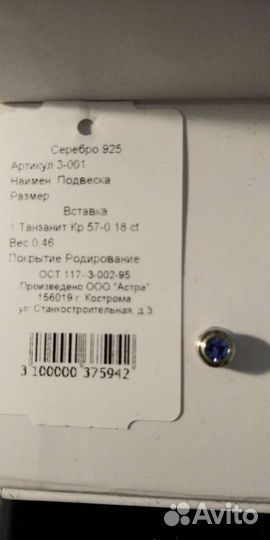 Серебро 925
Артикул 3-001
Наимен. Подвеска
Размер
Вставка
1 Танзанит Кр 57-0.18 ct
Вес 0,46
Покрытие Родирование
ОСТ 117- 3-002-95
Произведено ООО "Астра"
156019 г. Кострома
ул. Станкостроительная, д.3
3 100000 375942
Avito